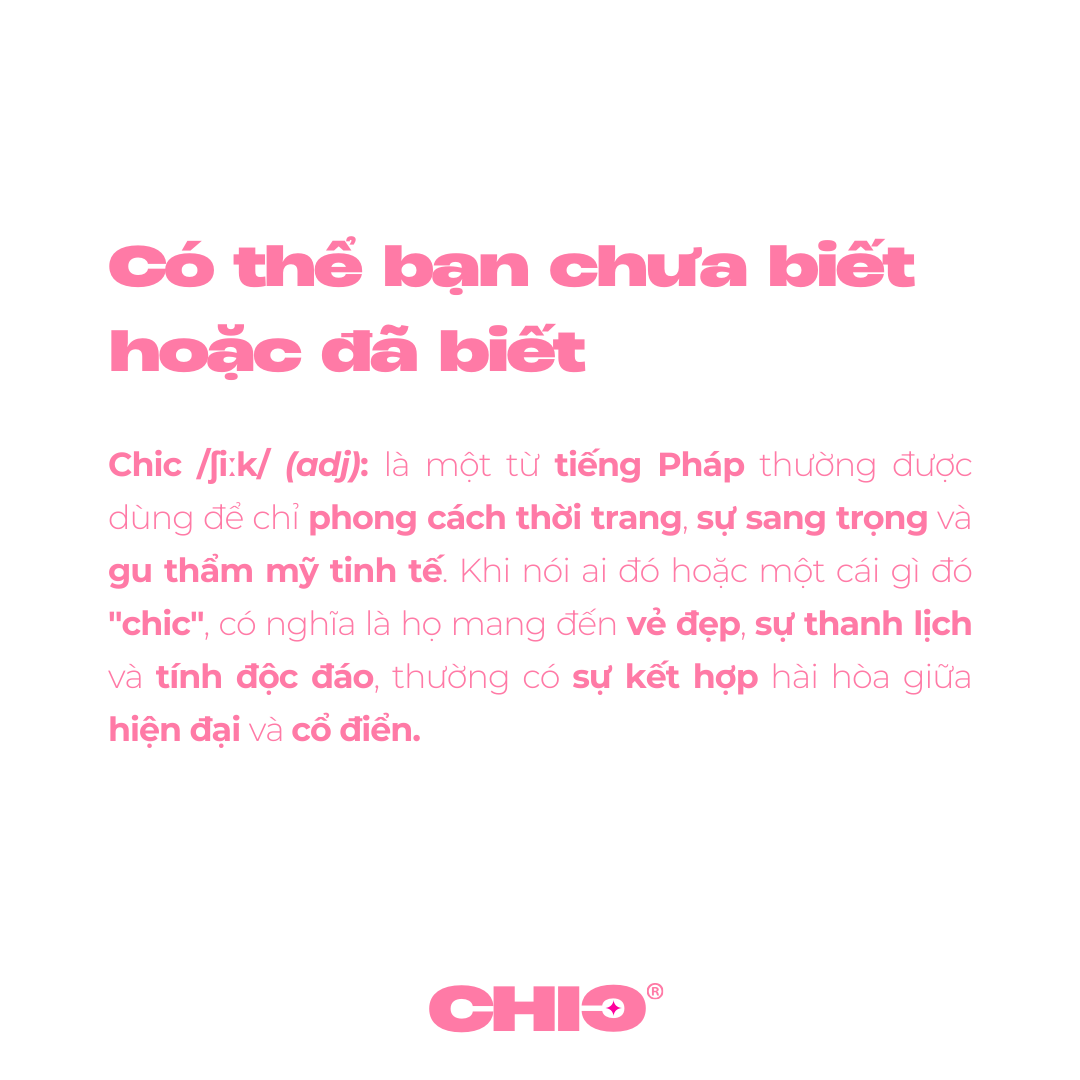 Có thể bạn chưa biết
hoặc đã biết
Chic /ʃiːk/ (adj): là một từ tiếng Pháp thường được
dùng để chỉ phong cách thời trang, sự sang trọng và
gu thẩm mỹ tinh tế. Khi nói ai đó hoặc một cái gì đó
"chic", có nghĩa là họ mang đến vẻ đẹp, sự thanh lịch
và tính độc đáo, thường có sự kết hợp hài hòa giữa
hiện đại và cổ điển.
CHIC®